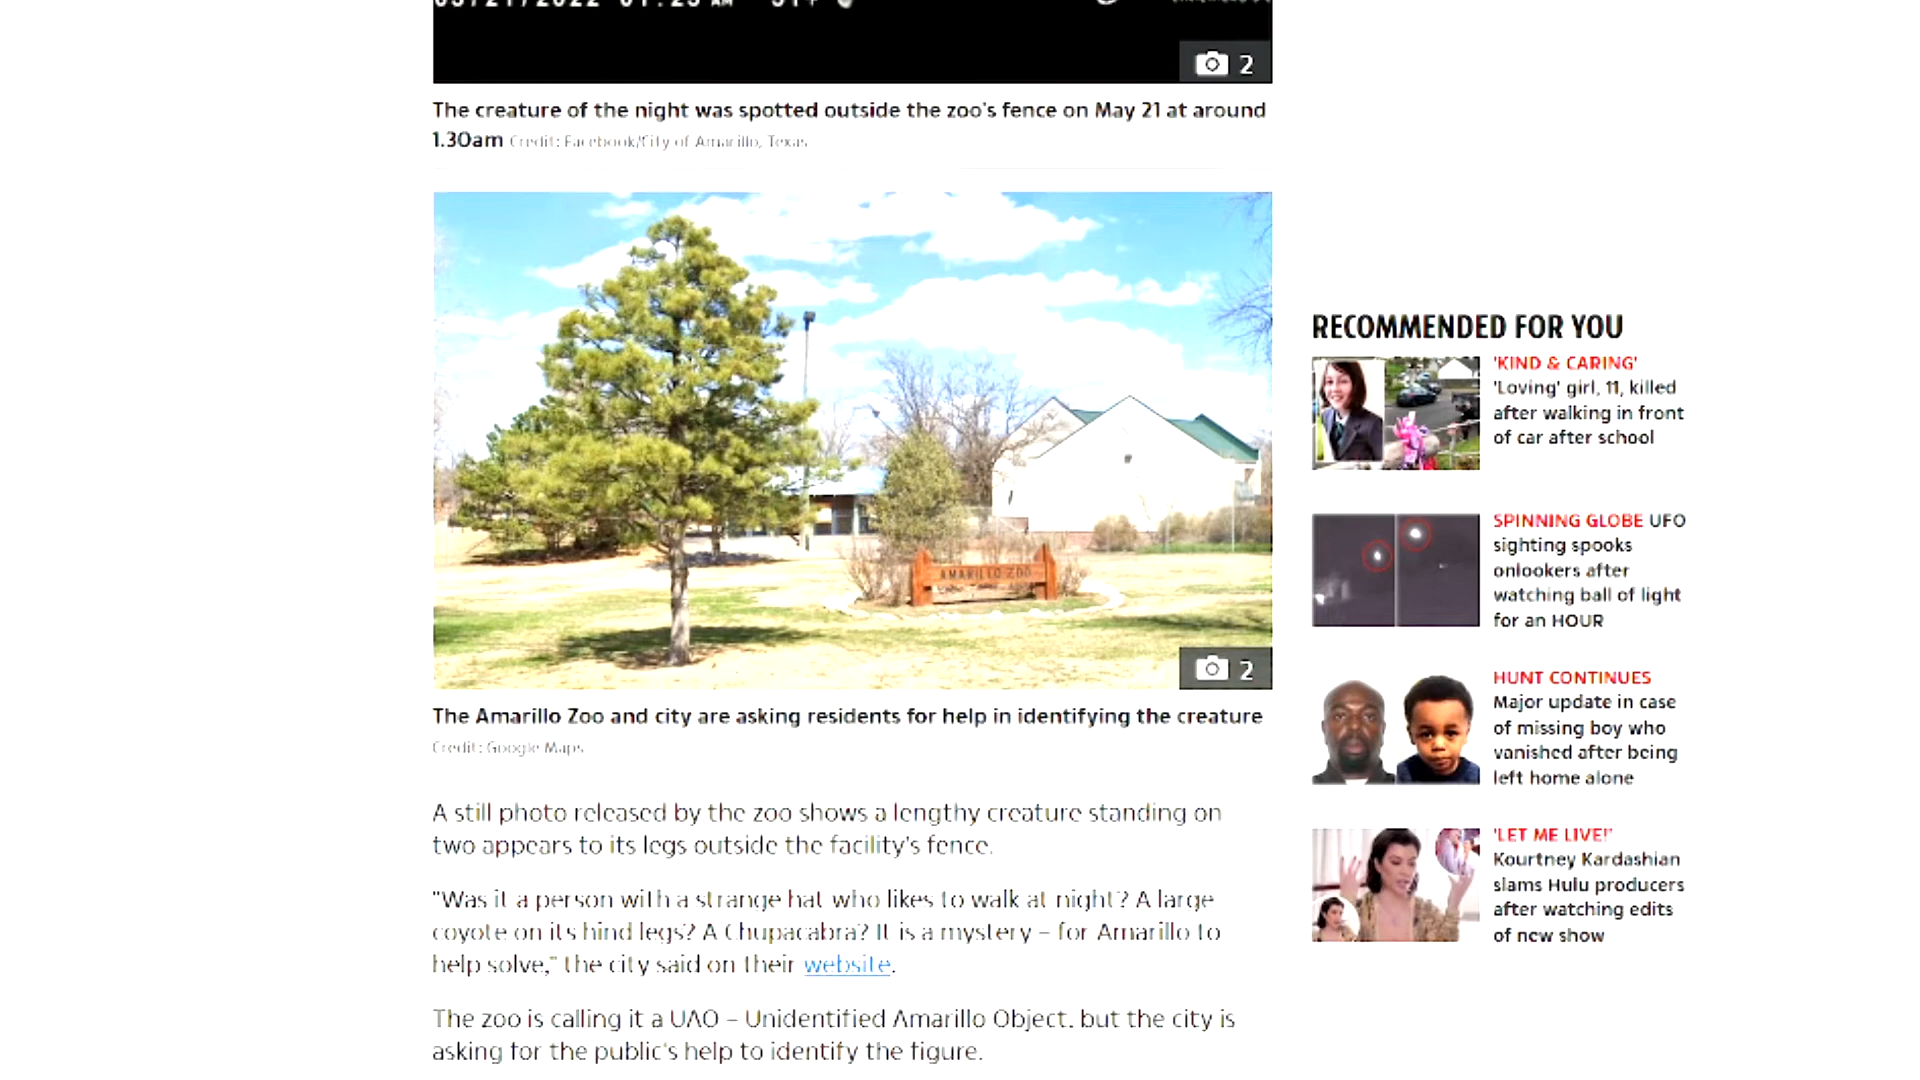 2
The creature of the night was spotted outside the zoo's fence on May 21 at around
1.30am Credit: Facebook/City of Amarillo, Texas
AMARILLO ZOO
2
The Amarillo Zoo and city are asking residents for help in identifying the creature
Credit: Google Maps
A still photo released by the zoo shows a lengthy creature standing on
two appears to its legs outside the facility's fence.
"Was it a person with a strange hat who likes to walk at night? A large
coyote on its hind legs? A Chupacabra? It is a mystery – for Amarillo to
help solve," the city said on their website.
The zoo is calling it a UAO – Unidentified Amarillo Object. but the city is
asking for the public's help to identify the figure.
RECOMMENDED FOR YOU
'KIND & CARING'
'Loving' girl, 11, killed
after walking in front
of car after school
SPINNING GLOBE UFO
sighting spooks
onlookers after
watching ball of light
for an HOUR
HUNT CONTINUES
Major update in case
of missing boy who
vanished after being
left home alone
'LET ME LIVE!'
Kourtney Kardashian
slams Hulu producers
after watching edits
of new show